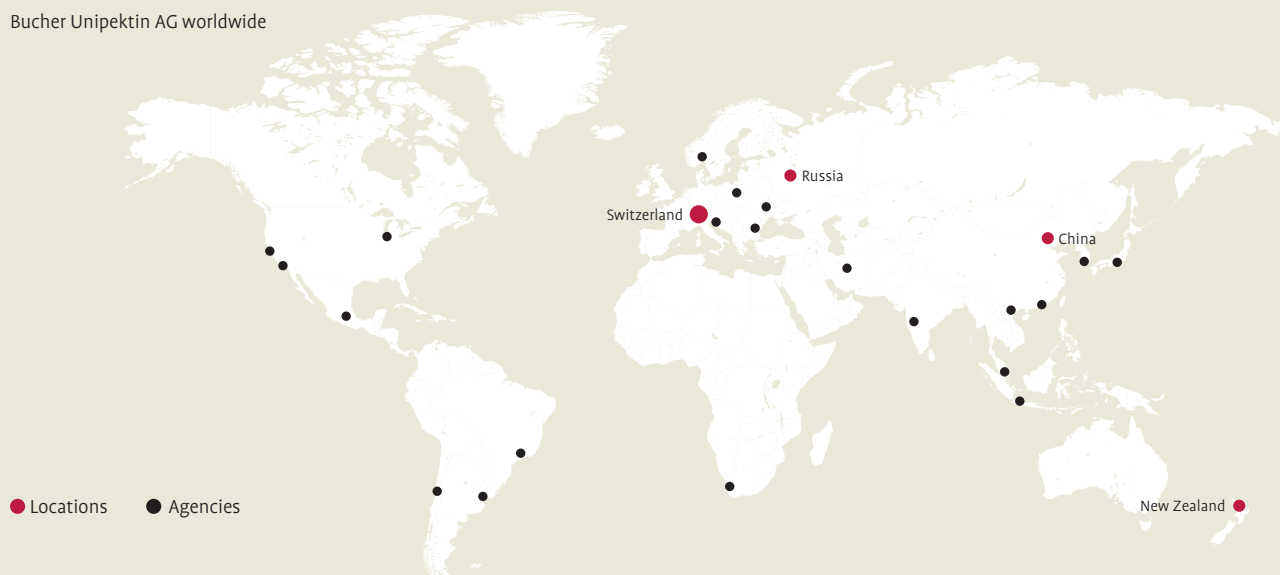 Bucher Unipektin AG worldwide
Russia
Switzerland
China
New Zealand
Locations
Agencies